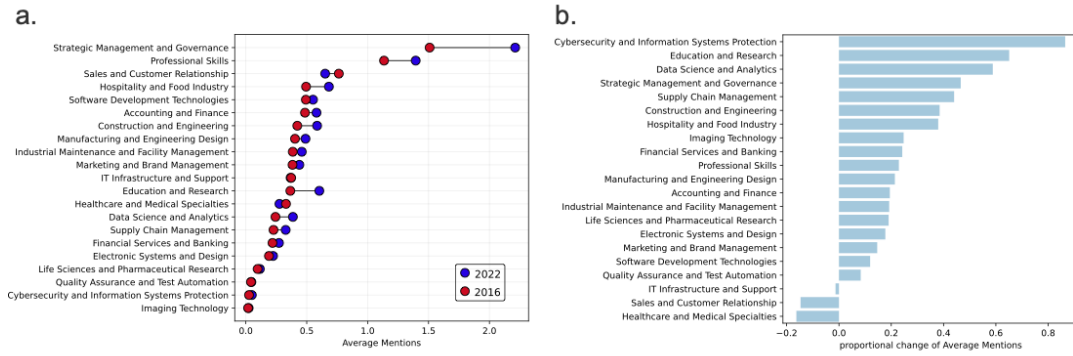 a.
Strategic Management and Governance
Professional Skills
Sales and Customer Relationship
Hospitality and Food Industry
Software Development Technologies
Accounting and Finance
Construction and Engineering
Manufacturing and Engineering Design
Industrial Maintenance and Facility Management
Marketing and Brand Management
IT Infrastructure and Support
Education and Research
Healthcare and Medical Specialties
Data Science and Analytics
Supply Chain Management
Financial Services and Banking
Electronic Systems and Design
Life Sciences and Pharmaceutical Research
Quality Assurance and Test Automation
Cybersecurity and Information Systems Protection
Imaging Technology
2022
2016
0.0 0.5 1.0 1.5 2.0
Average Mentions
b.
Cybersecurity and Information Systems Protection
Education and Research
Data Science and Analytics
Strategic Management and Governance
Supply Chain Management
Construction and Engineering
Hospitality and Food Industry
Imaging Technology
Financial Services and Banking
Professional Skills
Manufacturing and Engineering Design
Accounting and Finance
Industrial Maintenance and Facility Management
Life Sciences and Pharmaceutical Research
Electronic Systems and Design
Marketing and Brand Management
Software Development Technologies
Quality Assurance and Test Automation
IT Infrastructure and Support
Sales and Customer Relationship
Healthcare and Medical Specialties
−0.2 0.0 0.2 0.4 0.6 0.8
proportional change of Average Mentions